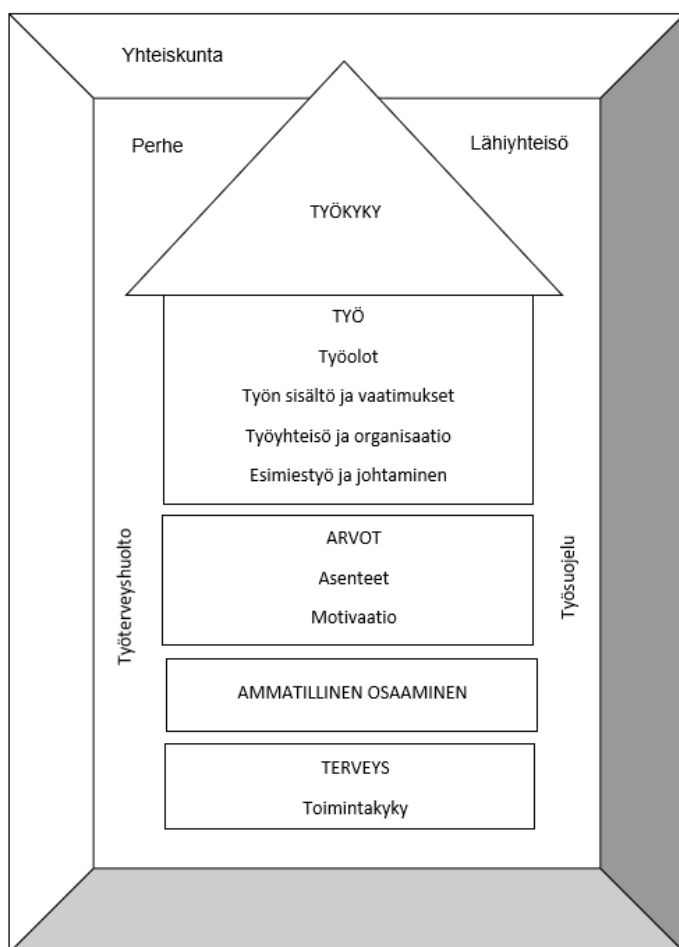 Yhteiskunta
Perhe
Lähiyhteisö
TYÖKYKY
TYÖ
Työolot
Työn sisältö ja vaatimukset
Työyhteisö ja organisaatio
Esimiestyö ja johtaminen
Työterveyshuolto
ARVOT
Asenteet
Motivaatio
Työsuojelu
AMMATILLINEN OSAAMINEN
TERVEYS
Toimintakyky